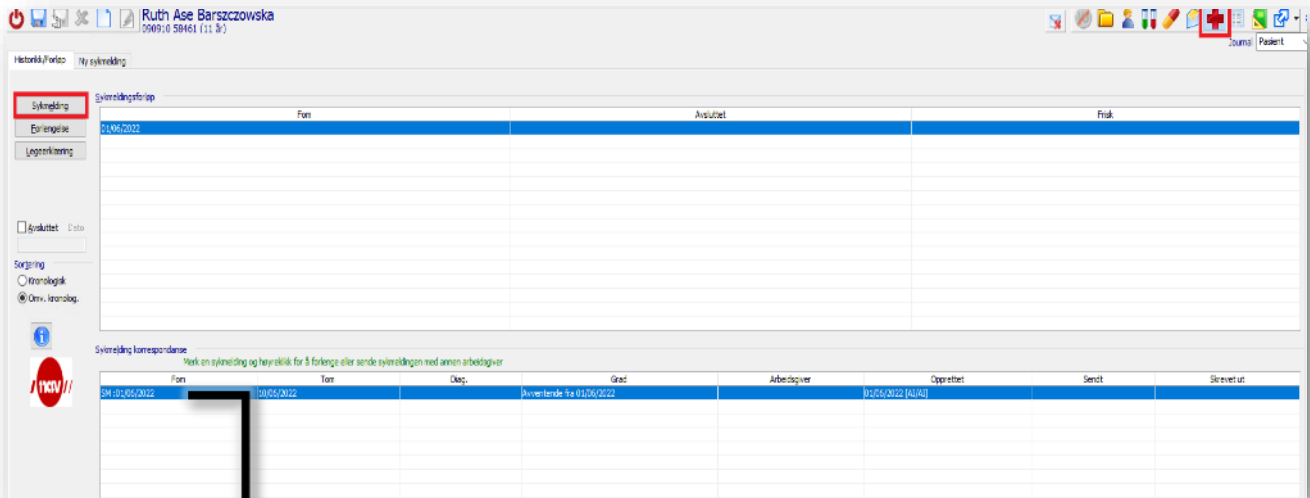 Ruth Ase Barszczowska
090910 58461 (11 år)
Journal Pasient
Historikk/Forløp Ny sykmelding
Sykmelding
Forlengelse
Legeerklæring
Sykmeldingsforløp
Fom Avsluttet Frisk
01/06/2022
Avsluttet Dato
Sortering
Kronologisk
Omv. kronolog.
Sykmelding korrespondanse
Merk en sykmelding og høyreklikk for å forlenge eller sende sykmeldingen med annen arbeidsgiver
Fom Tom Diag. Grad Arbeidsgiver Opprettet Sendt Skrevet ut
SM :01/06/2022 10/06/2022 Avventende fra 01/06/2022 01/06/2022 [AI/AI]
nav